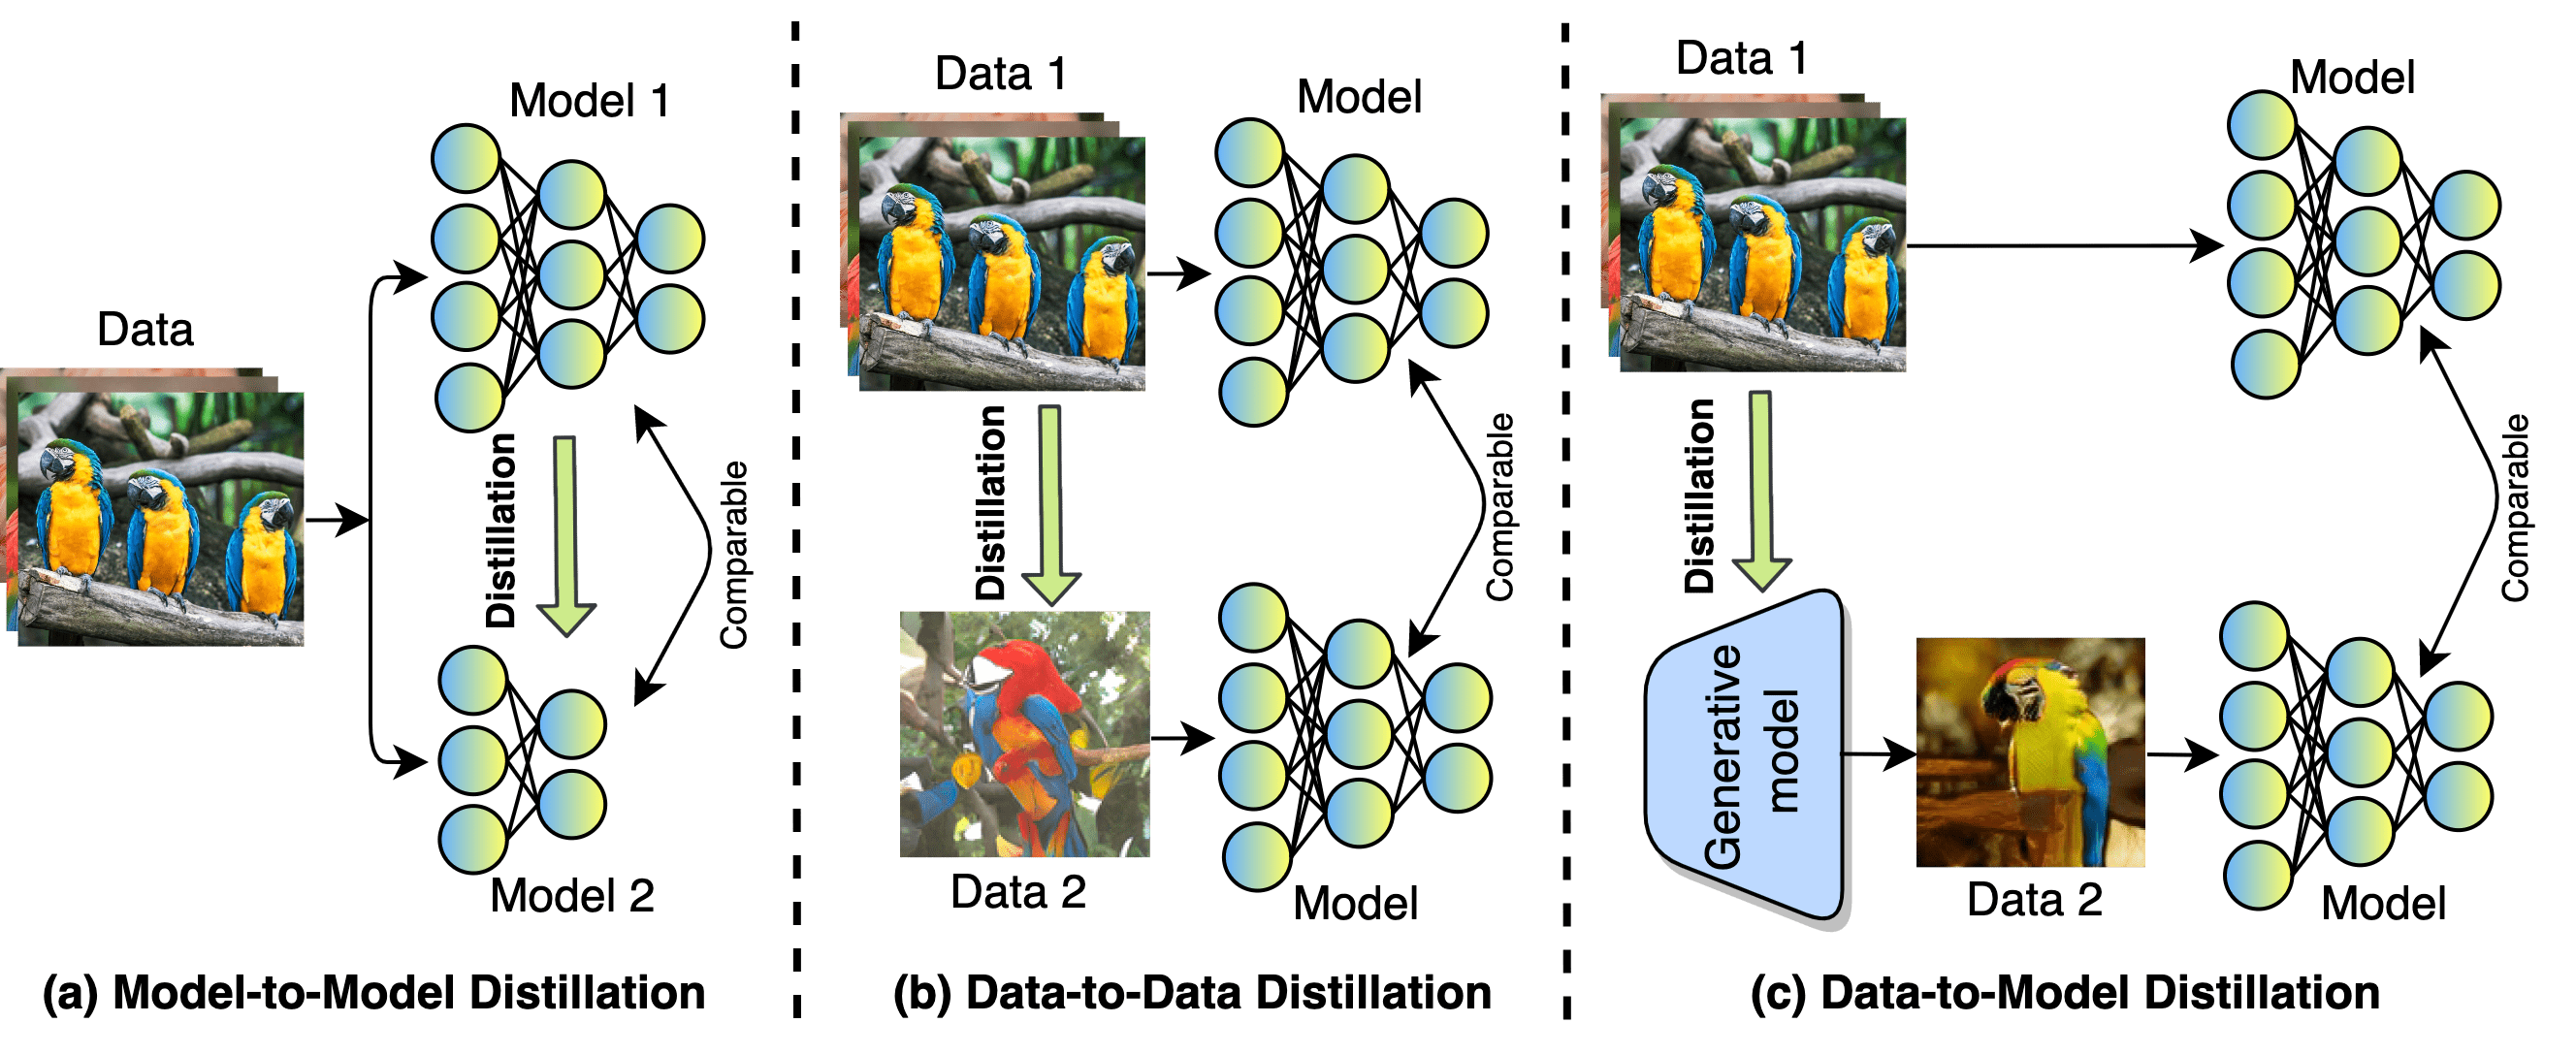 Data
Model 1
Distillation
Comparable
Model 2
(a) Model-to-Model Distillation
Data 1
Model
Distillation
Comparable
Data 2
Model
(b) Data-to-Data Distillation
Data 1
Model
Distillation
Comparable
Generative
model
Data 2
Model
(c) Data-to-Model Distillation